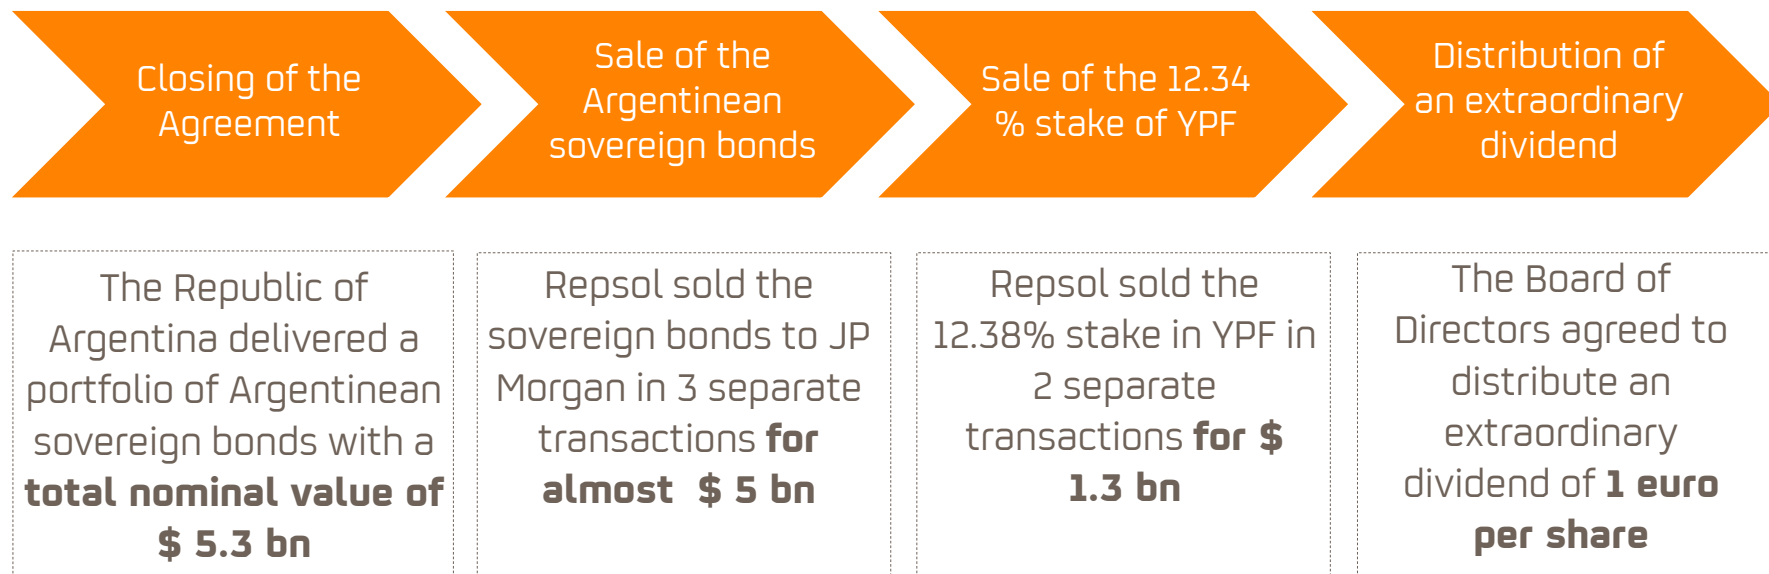 Closing of the
Agreement
Sale of the
Argentinean
sovereign bonds
Sale of the 12.34
% stake of YPF
Distribution of
an extraordinary
dividend
The Republic of
Argentina delivered a
portfolio of Argentinean
sovereign bonds with a
total nominal value of
$ 5.3 bn
Repsol sold the
sovereign bonds to JP
Morgan in 3 separate
transactions for
almost $ 5 bn
Repsol sold the
12.38% stake in YPF in
2 separate
transactions for $
1.3 bn
The Board of
Directors agreed to
distribute an
extraordinary
dividend of 1 euro
per share